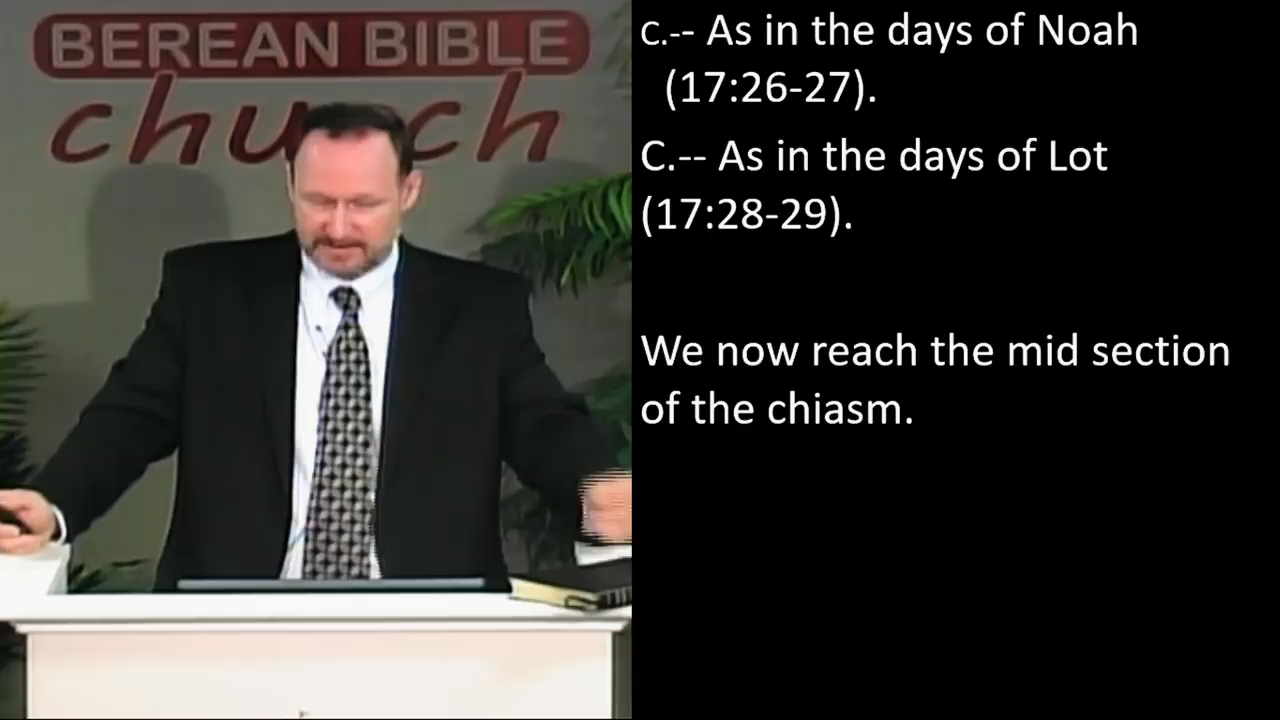 BEREAN BIBLE
church
C.-- As in the days of Noah
(17:26-27).
C.-- As in the days of Lot
(17:28-29).
We now reach the mid section
of the chiasm.